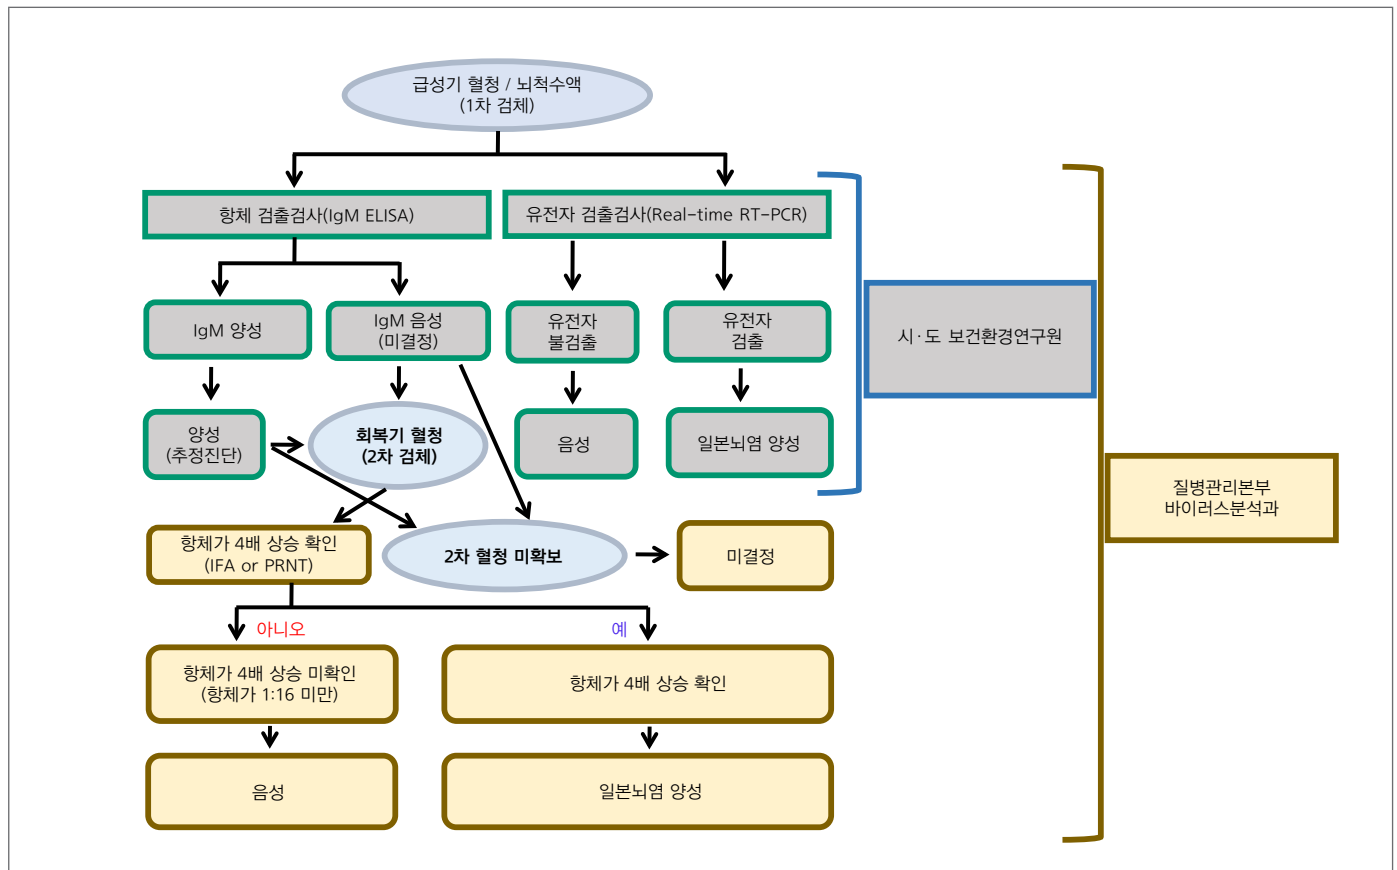 급성기 혈청 / 뇌척수액
(1차 검체)
항체 검출검사(IgM ELISA)
유전자 검출검사(Real-time RT-PCR)
IgM 양성
IgM 음성
(미결정)
유전자
불검출
유전자
검출
시·도 보건환경연구원
양성
(추정진단)
회복기 혈청
(2차 검체)
음성
일본뇌염 양성
질병관리본부
바이러스분석과
항체가 4배 상승 확인
(IFA or PRNT)
2차 혈청 미확보
미결정
아니오
예
항체가 4배 상승 미확인
(항체가 1:16 미만)
항체가 4배 상승 확인
음성
일본뇌염 양성